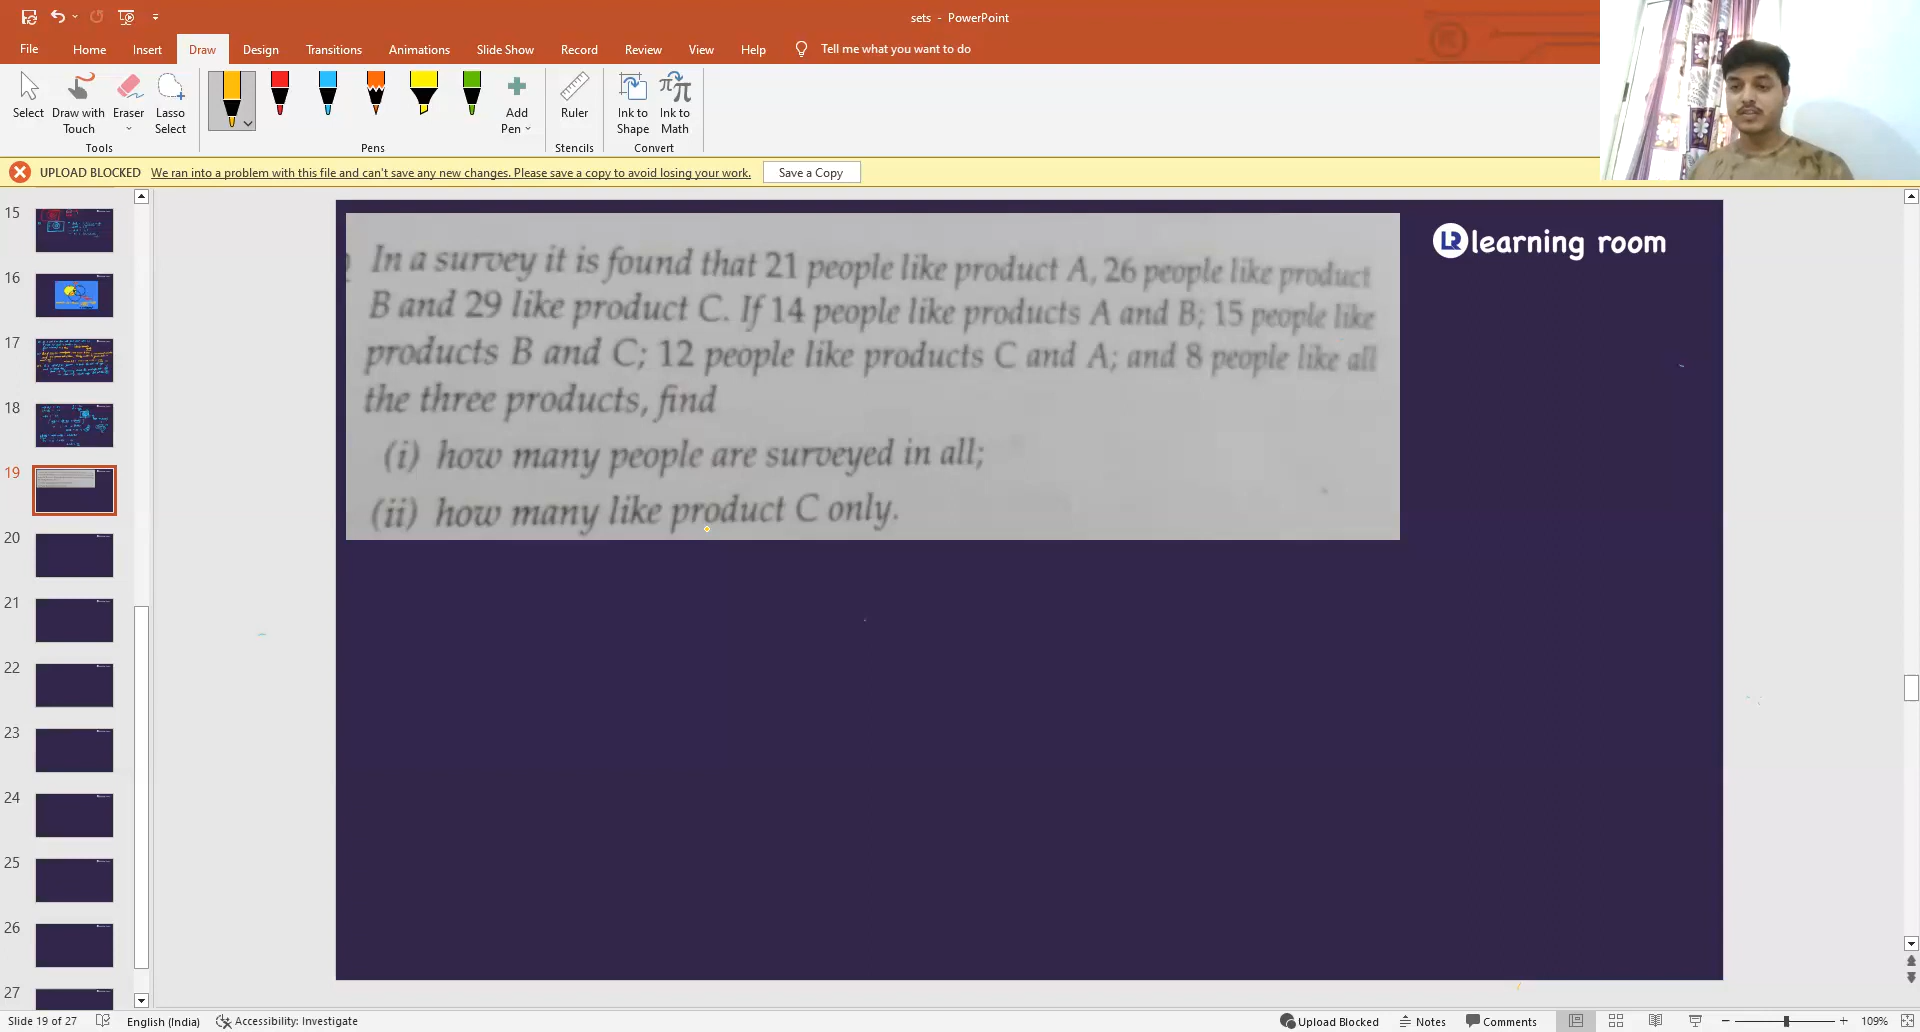 sets - PowerPoint
File Home Insert Draw Design Transitions Animations Slide Show Record Review View Help Tell me what you want to do
Select
Draw with Touch
Eraser
Lasso Select
Add Pen
Ruler
Ink to Shape
Ink to Math
Tools Pens Stencils Convert
UPLOAD BLOCKED We ran into a problem with this file and can't save any new changes. Please save a copy to avoid losing your work. Save a Copy
15
16
17
18
19
20
21
22
23
24
25
26
27
LR learning room
In a survey it is found that 21 people like product A, 26 people like product
B and 29 like product C. If 14 people like products A and B; 15 people like
products B and C; 12 people like products C and A; and 8 people like all
the three products, find
(i) how many people are surveyed in all;
(ii) how many like product C only.
Slide 19 of 27 English (India) Accessibility: Investigate Upload Blocked Notes Comments 109%